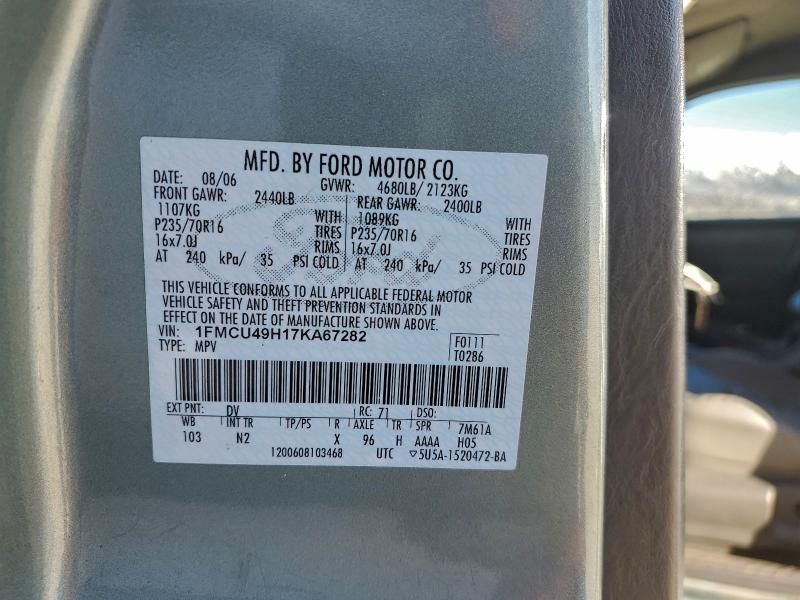 MFD. BY FORD MOTOR CO.
DATE: 08/06 GVWR: 4680LB/ 2123KG
FRONT GAWR: 2440LB REAR GAWR: 2400LB
1107KG WITH 1089KG WITH
P235/70R16 TIRES P235/70R16 TIRES
16x7.0J RIMS 16x7.0J RIMS
AT 240 kPa/ 35 PSI COLD AT 240 kPa/ 35 PSI COLD
Ford
THIS VEHICLE CONFORMS TO ALL APPLICABLE FEDERAL MOTOR
VEHICLE SAFETY AND THEFT PREVENTION STANDARDS IN
EFFECT ON THE DATE OF MANUFACTURE SHOWN ABOVE.
VIN: 1FMCU49H17KA67282 F0111
TYPE: MPV T0286
EXT PNT: DV RC: 71 DSO:
WB INT TR TP/PS R AXLE TR SPR 7M61A
103 N2 X 96 H AAAA H05
1200608103468 UTC ▽5U5A-1520472-BA